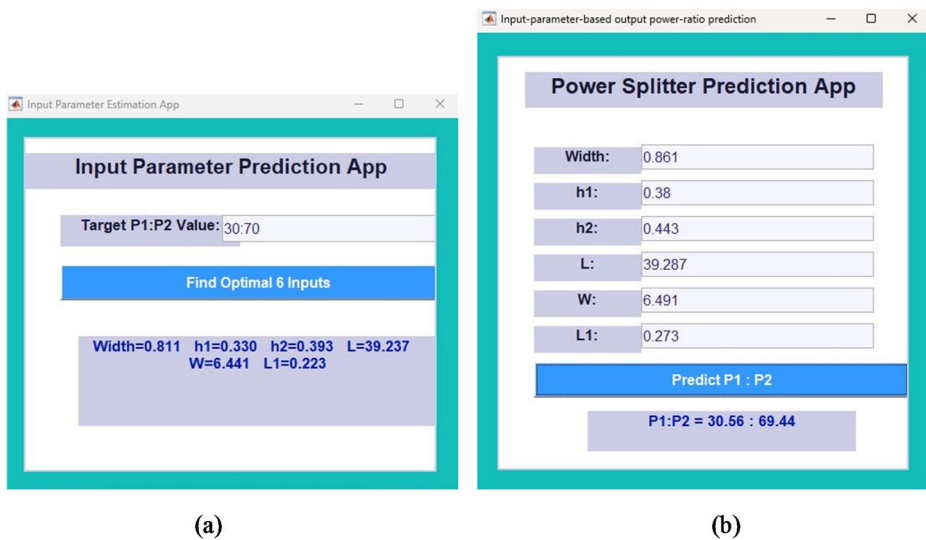 Input Parameter Estimation App
Input Parameter Prediction App
Target P1:P2 Value: 30:70
Find Optimal 6 Inputs
Width=0.811 h1=0.330 h2=0.393 L=39.237
W=6.441 L1=0.223
(a)
Input-parameter-based output power-ratio prediction
Power Splitter Prediction App
Width: 0.861
h1: 0.38
h2: 0.443
L: 39.287
W: 6.491
L1: 0.273
Predict P1 : P2
P1:P2 = 30.56 : 69.44
(b)